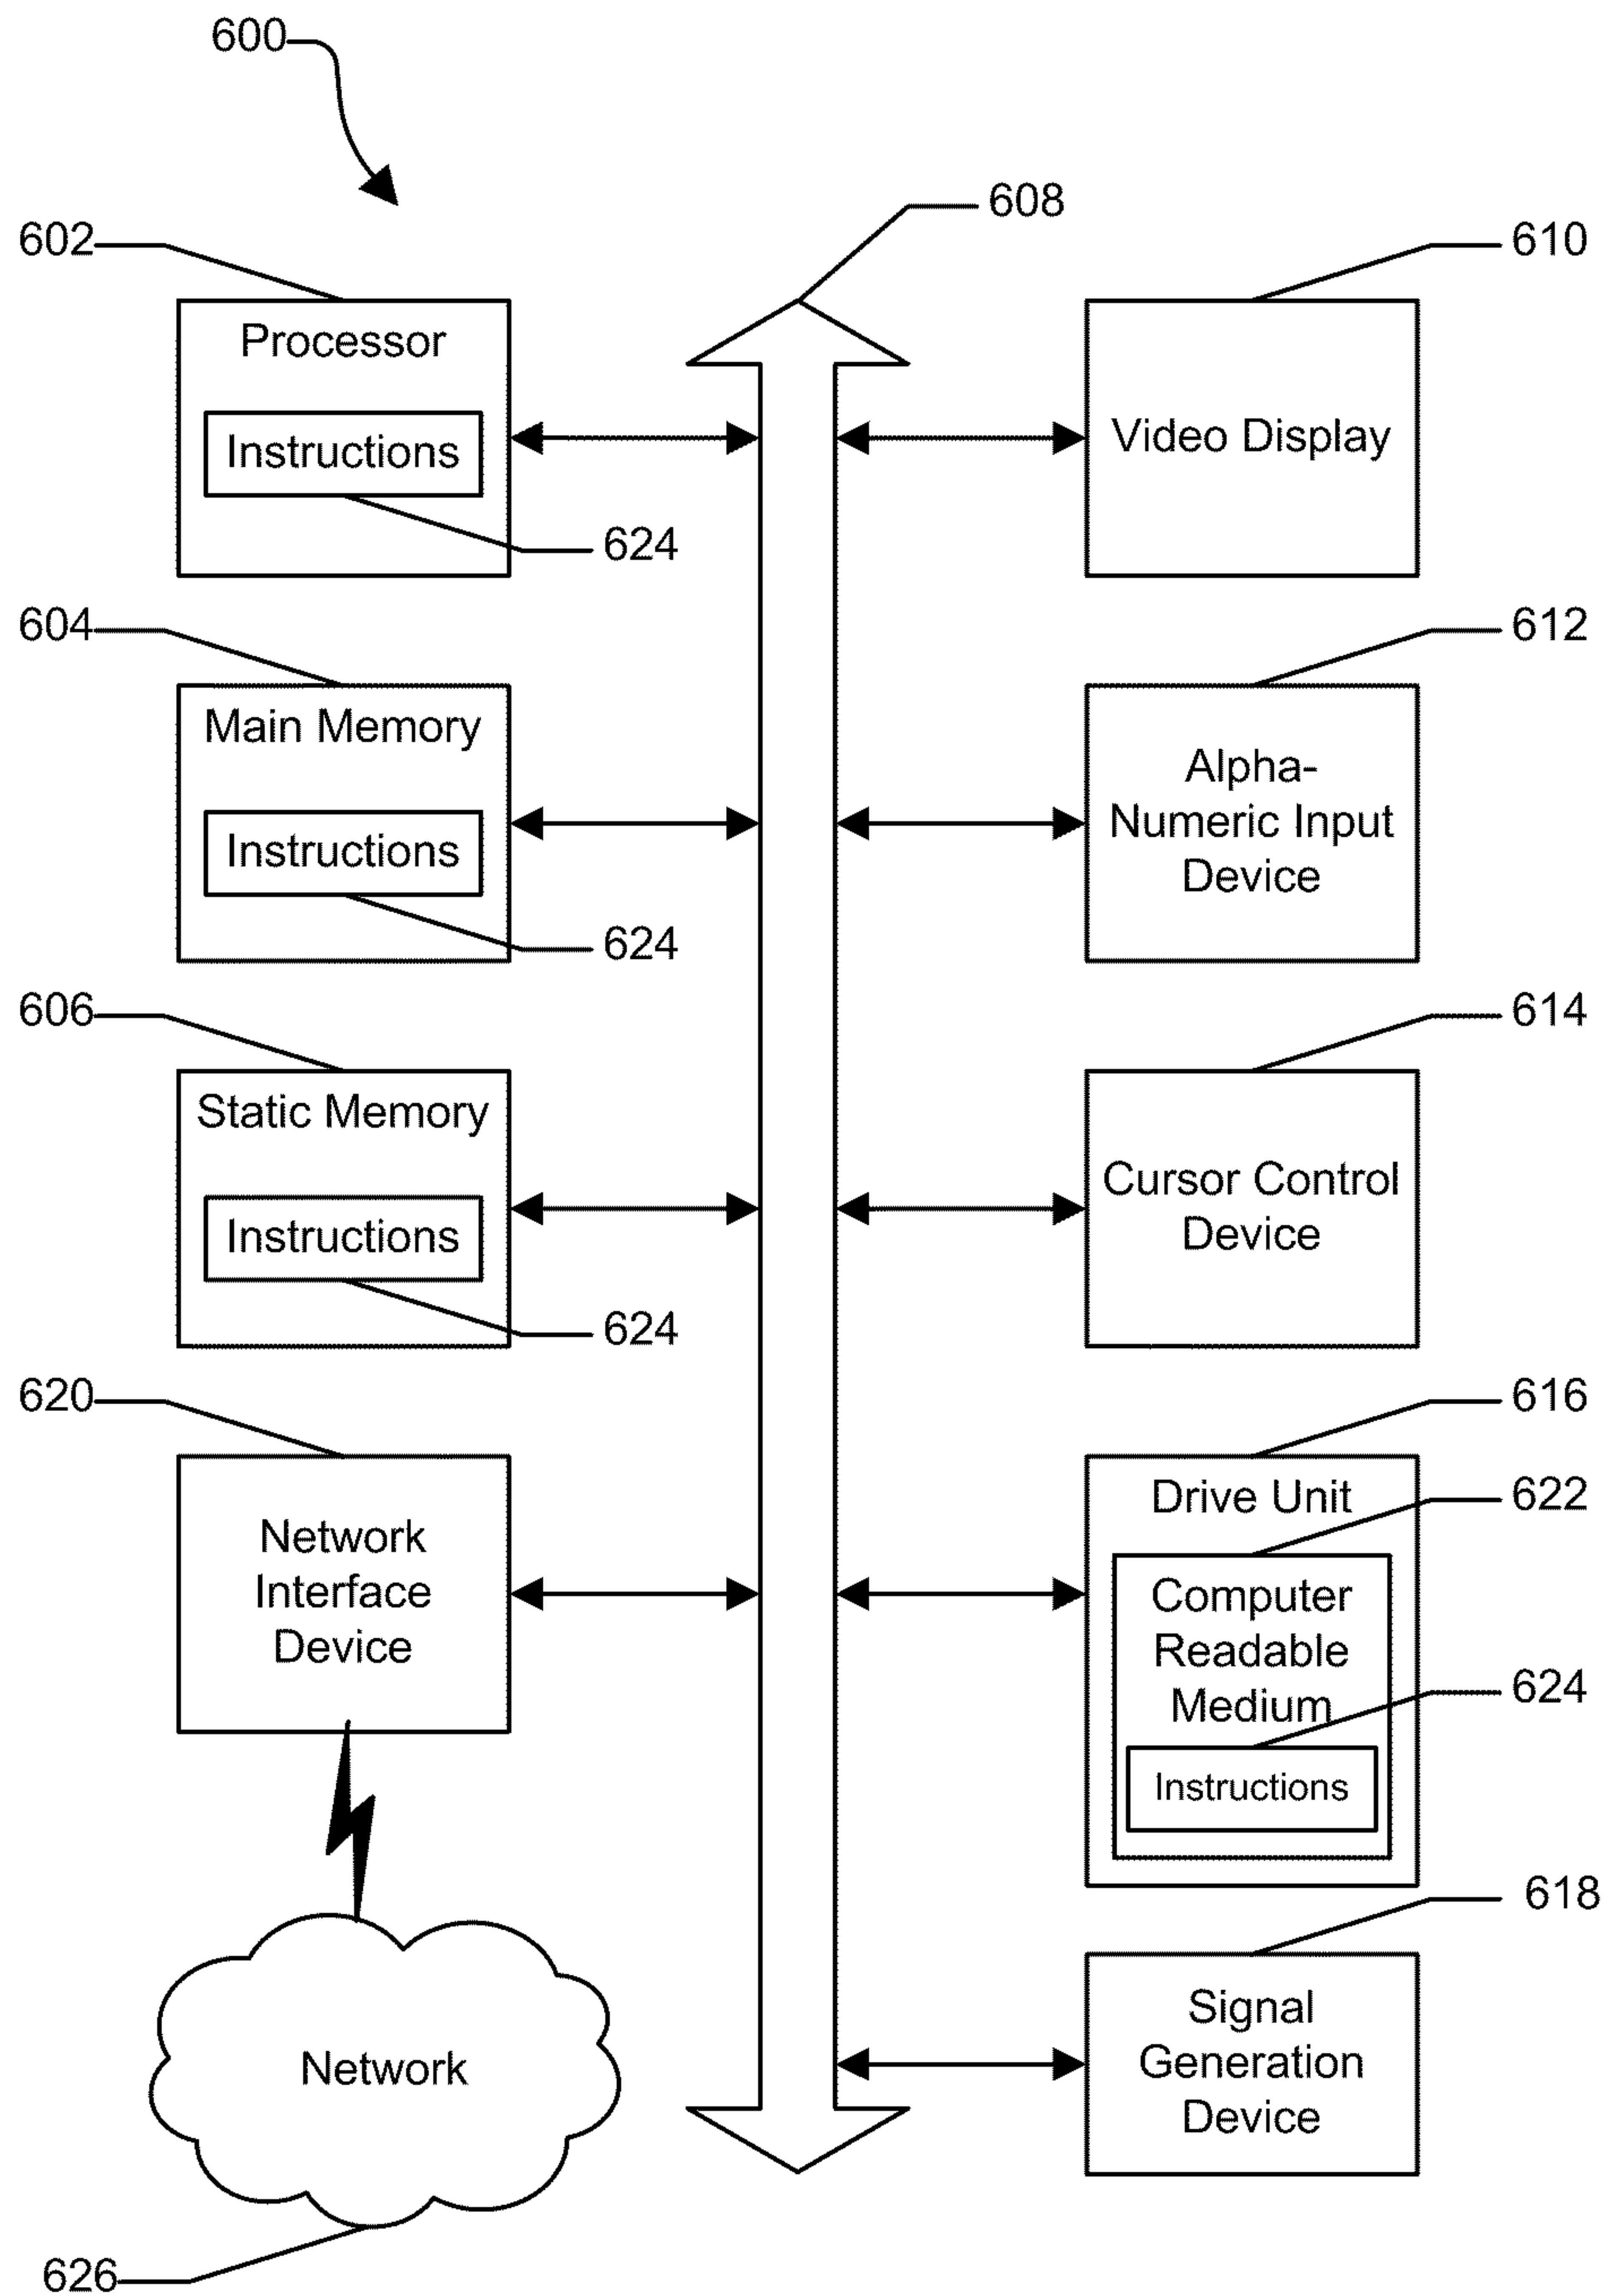 600
608
602
610
Processor
Instructions
624
Video Display
604
612
Main Memory
Instructions
624
Alpha-
Numeric Input
Device
606
614
Static Memory
Instructions
624
Cursor Control
Device
620
616
Network
Interface
Device
Drive Unit
622
Computer
Readable
Medium
624
Instructions
618
Network
Signal
Generation
Device
626